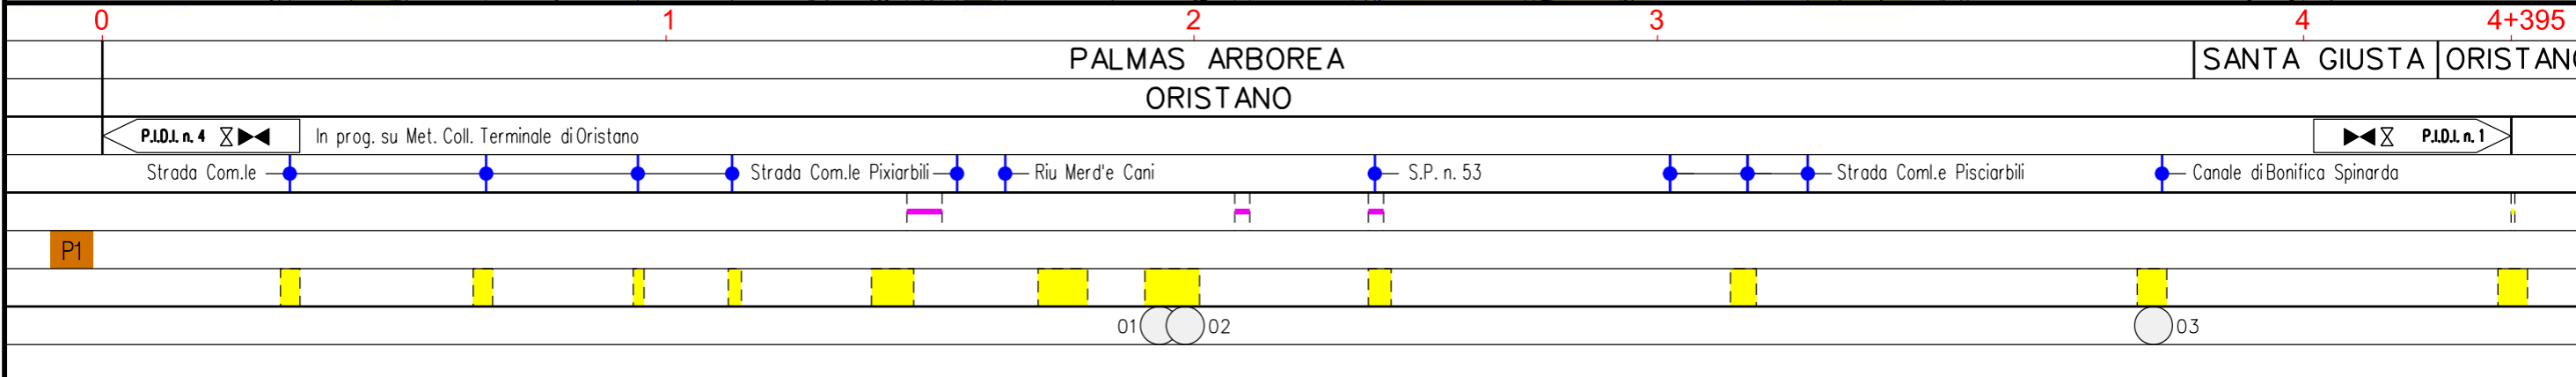 0 1 2 3 4 4+395
PALMAS ARBOREA SANTA GIUSTA ORISTANO
ORISTANO
P.I.D.I. n. 4 In prog. su Met. Coll. Terminale di Oristano P.I.D.I. n. 1
Strada Com.le Strada Com.le Pixiarbili Riu Merd'e Cani S.P. n. 53 Strada Coml.e Pisciarbili Canale di Bonifica Spinarda
P1
01 02 03